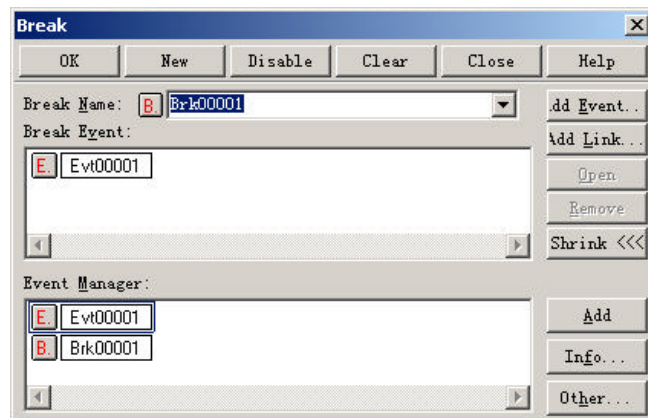 Break
OK New Disable Clear Close Help
Break Name: B. Brk00001
.dd Event..
Break Event:
Add Link...
E. Evt00001
Open
Remove
Shrink <<<
Event Manager:
E. Evt00001
Add
B. Brk00001
Info...
Other...